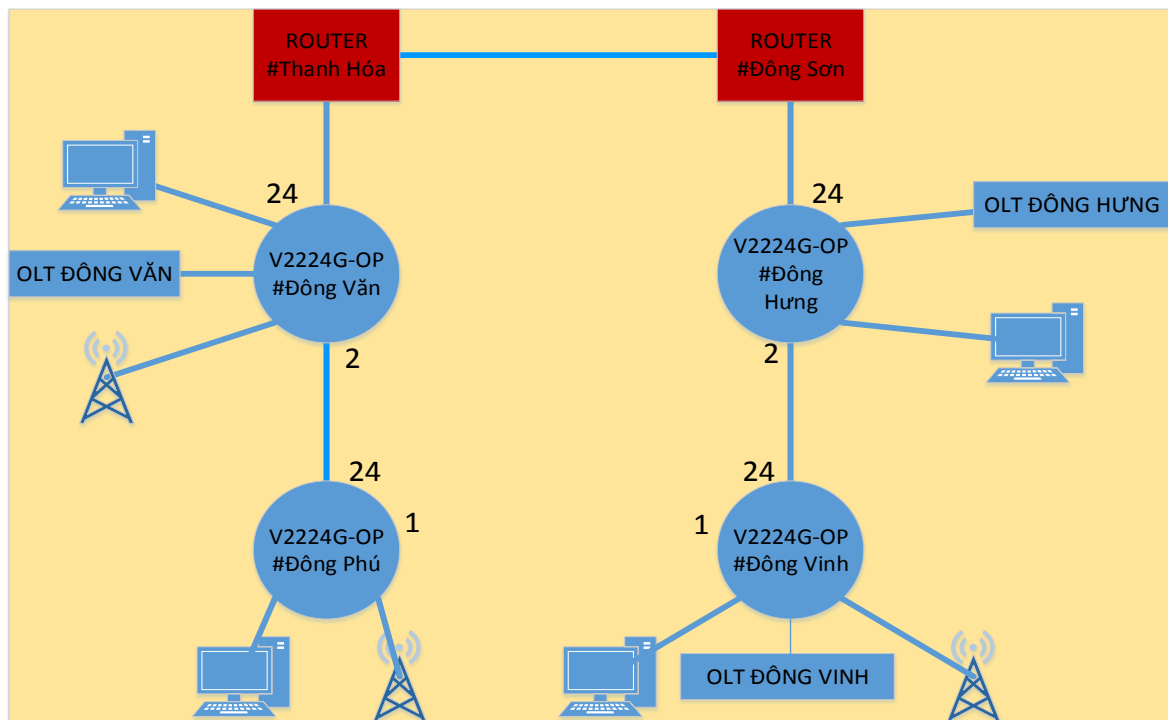 ROUTER
#Thanh Hóa
ROUTER
#Đông Sơn
24
24
OLT ĐÔNG HƯNG
V2224G-OP
#Đông Văn
V2224G-OP
#Đông
Hưng
OLT ĐÔNG VĂN
2
2
24
24
1
1
V2224G-OP
#Đông Phú
V2224G-OP
#Đông Vinh
OLT ĐÔNG VINH